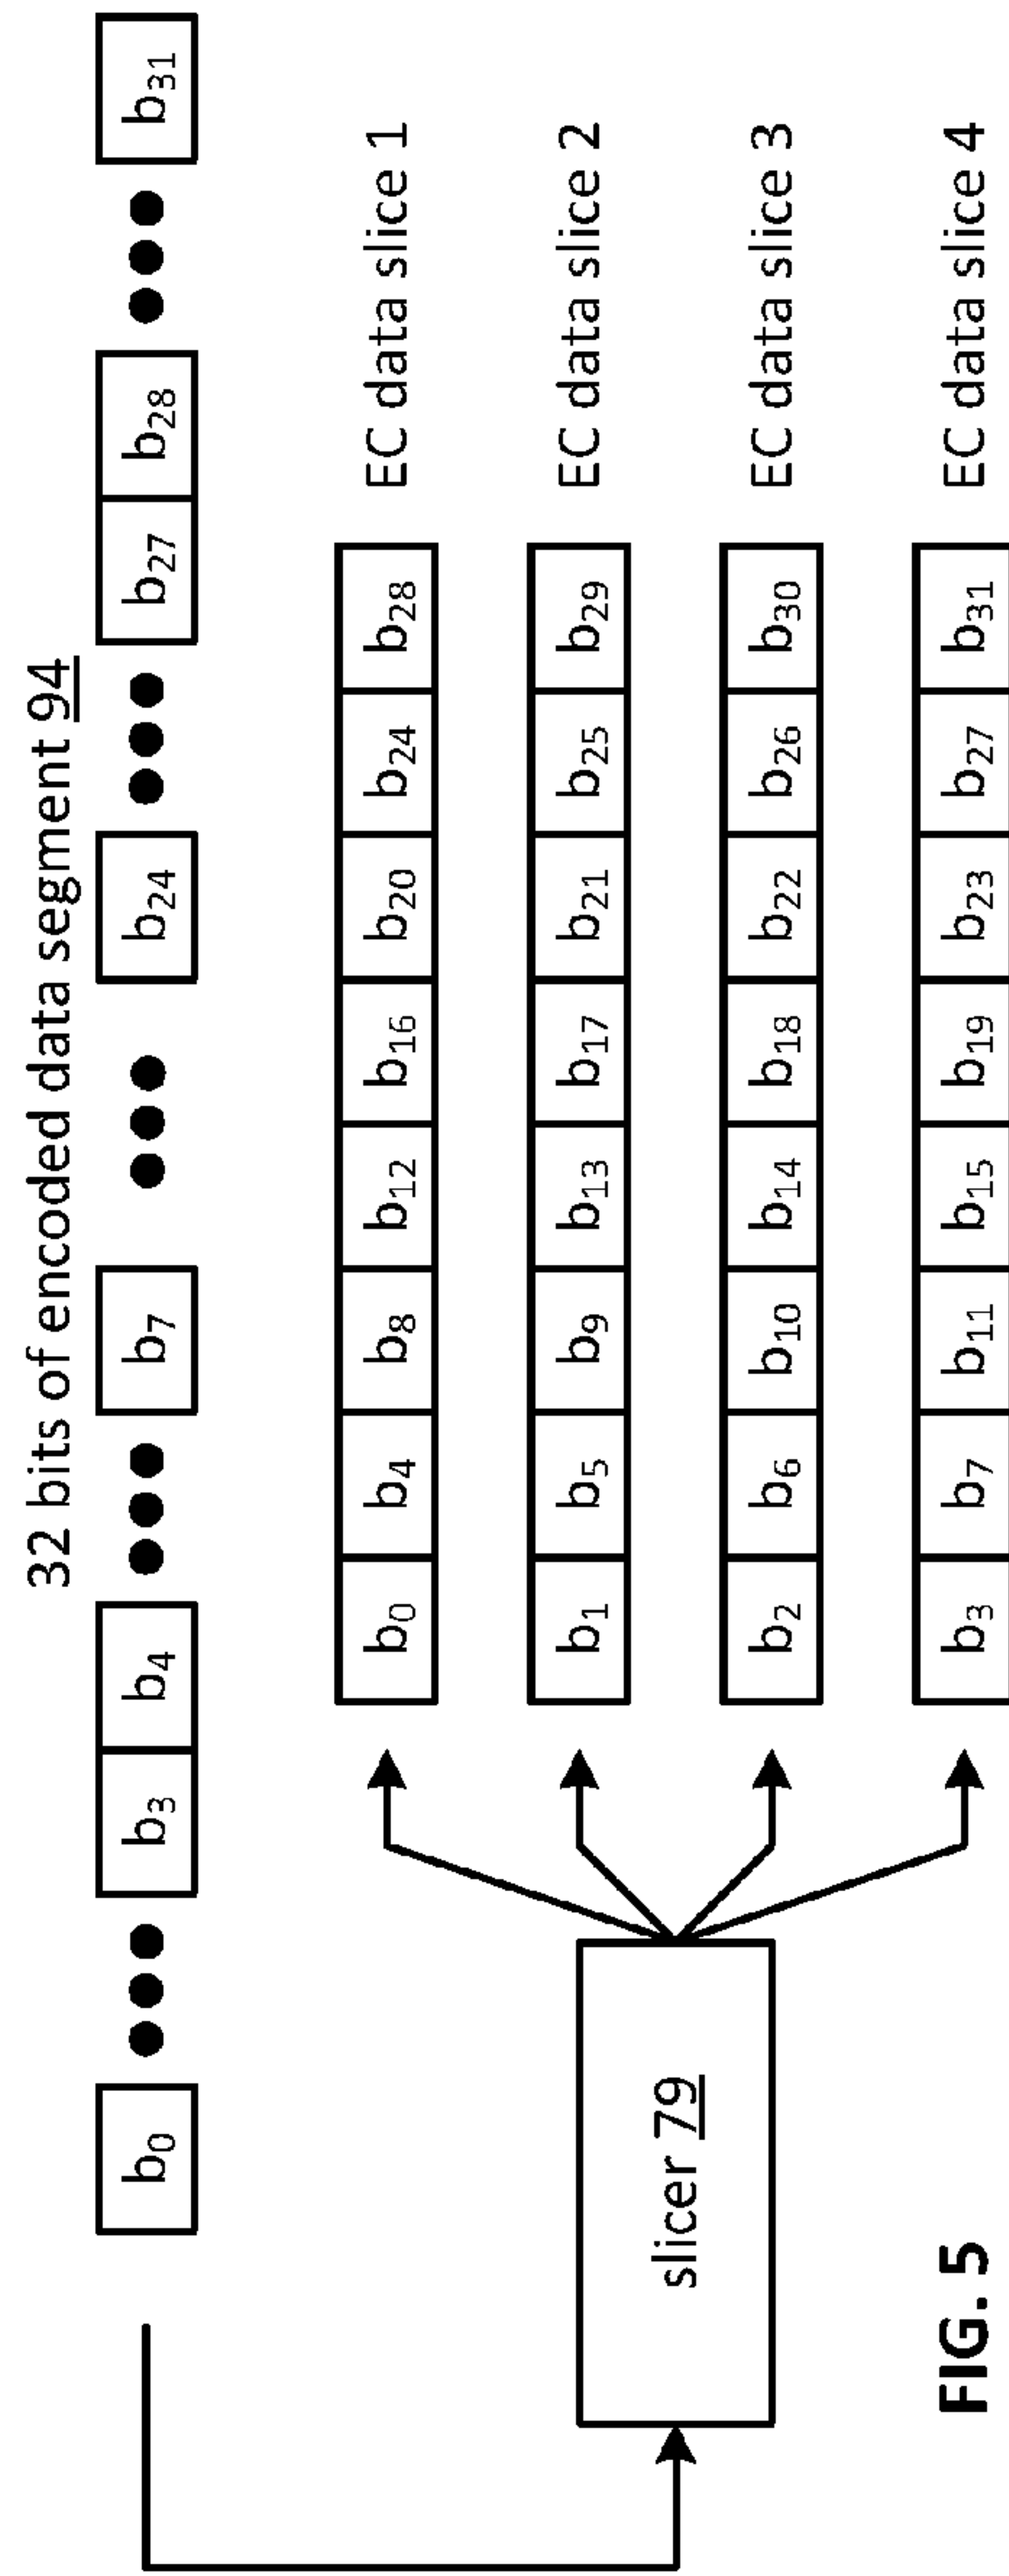 32 bits of encoded data segment 94
b0 ●●● b3 b4 ●●● b7 ●●● b24 ●●● b27 b28 ●●● b31
b0 b4 b8 b12 b16 b20 b24 b28 EC data slice 1
b1 b5 b9 b13 b17 b21 b25 b29 EC data slice 2
slicer 79
b2 b6 b10 b14 b18 b22 b26 b30 EC data slice 3
b3 b7 b11 b15 b19 b23 b27 b31 EC data slice 4
FIG. 5